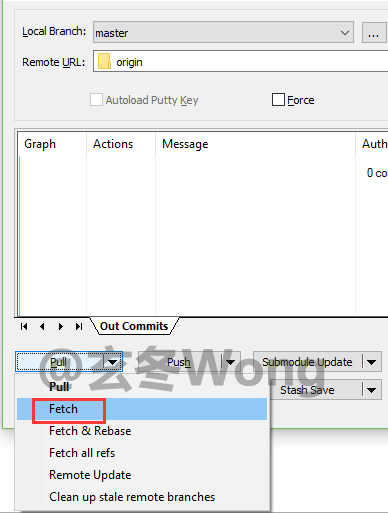 Local Branch:
master
...
Remote URL:
origin
Autoload Putty Key
Force
Graph
Actions
Message
Auth
0 co
Out Commits
Pull
Push
Submodule Update
@玄冬Wong
Pull
Stash Save
Fetch
Fetch & Rebase
Fetch all refs
Remote Update
Clean up stale remote branches